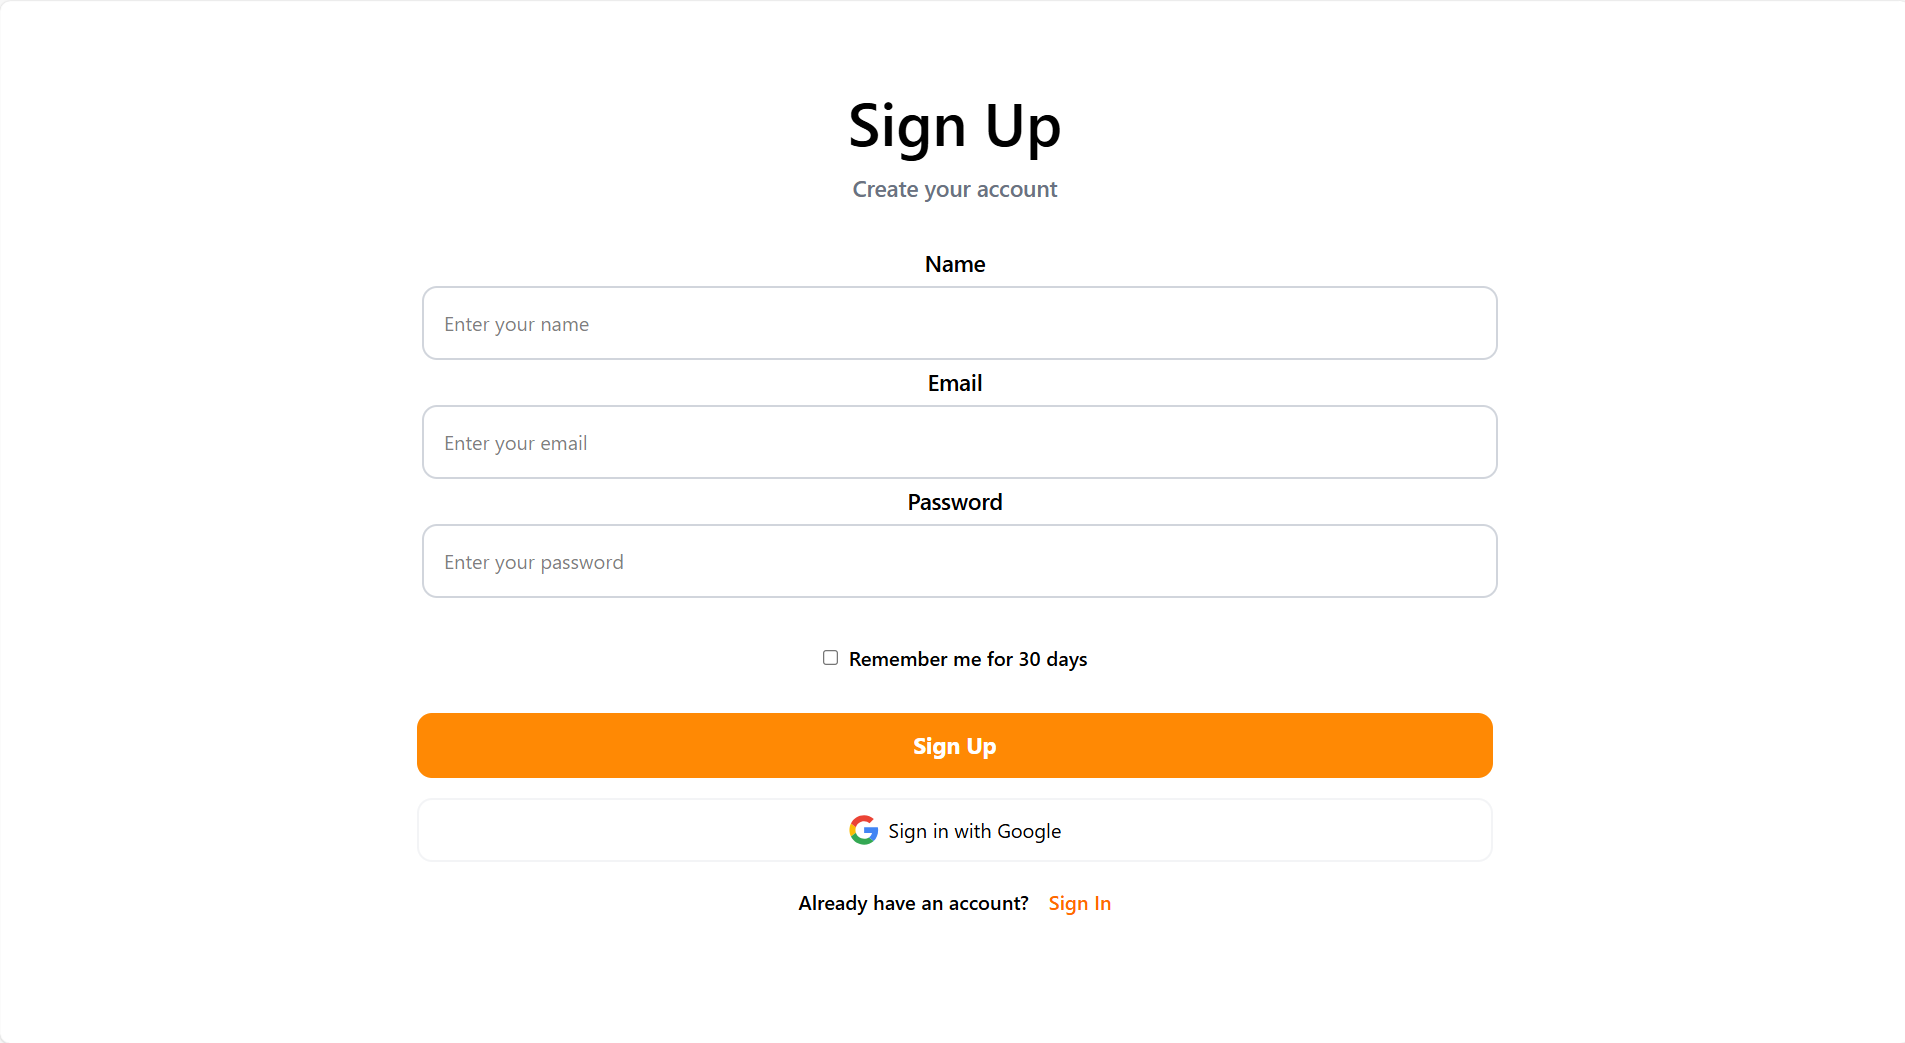 Sign Up
Create your account
Name
Enter your name
Email
Enter your email
Password
Enter your password
Remember me for 30 days
Sign Up
Sign in with Google
Already have an account? Sign In